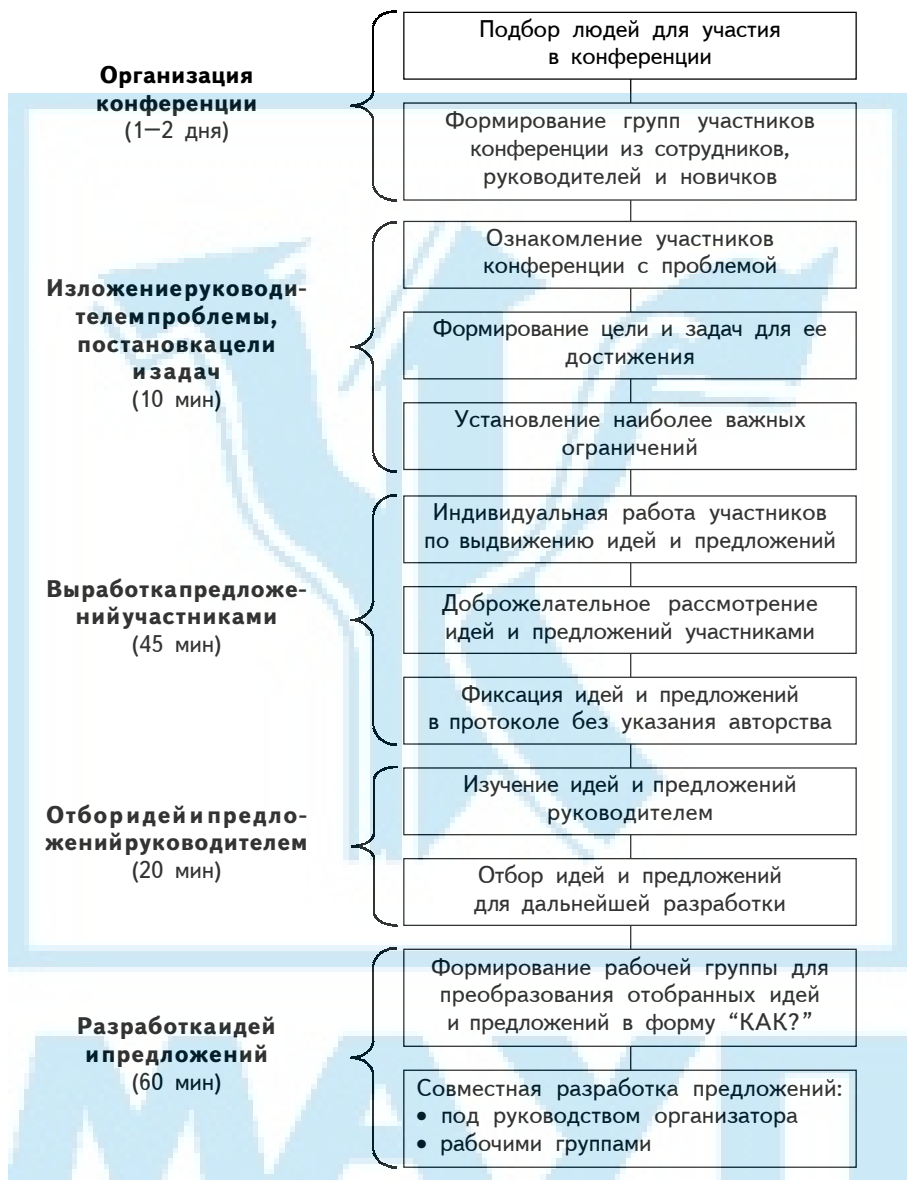 Организация
конференции
(1—2 дня)
Подбор людей для участия
в конференции
Формирование групп участников
конференции из сотрудников,
руководителей и новичков
Изложениеруководи-
телемпроблемы,
постановкацели
изадач
(10 мин)
Ознакомление участников
конференции с проблемой
Формирование цели и задач для ее
достижения
Установление наиболее важных
ограничений
Выработкапредложе-
нийучастниками
(45 мин)
Индивидуальная работа участников
по выдвижению идей и предложений
Доброжелательное рассмотрение
идей и предложений участниками
Фиксация идей и предложений
в протоколе без указания авторства
Отборидейипредло-
женийруководителем
(20 мин)
Изучение идей и предложений
руководителем
Отбор идей и предложений
для дальнейшей разработки
Разработкаидей
ипредложений
(60 мин)
Формирование рабочей группы для
преобразования отобранных идей
и предложений в форму “КАК?”
Совместная разработка предложений:
• под руководством организатора
• рабочими группами
МАУП